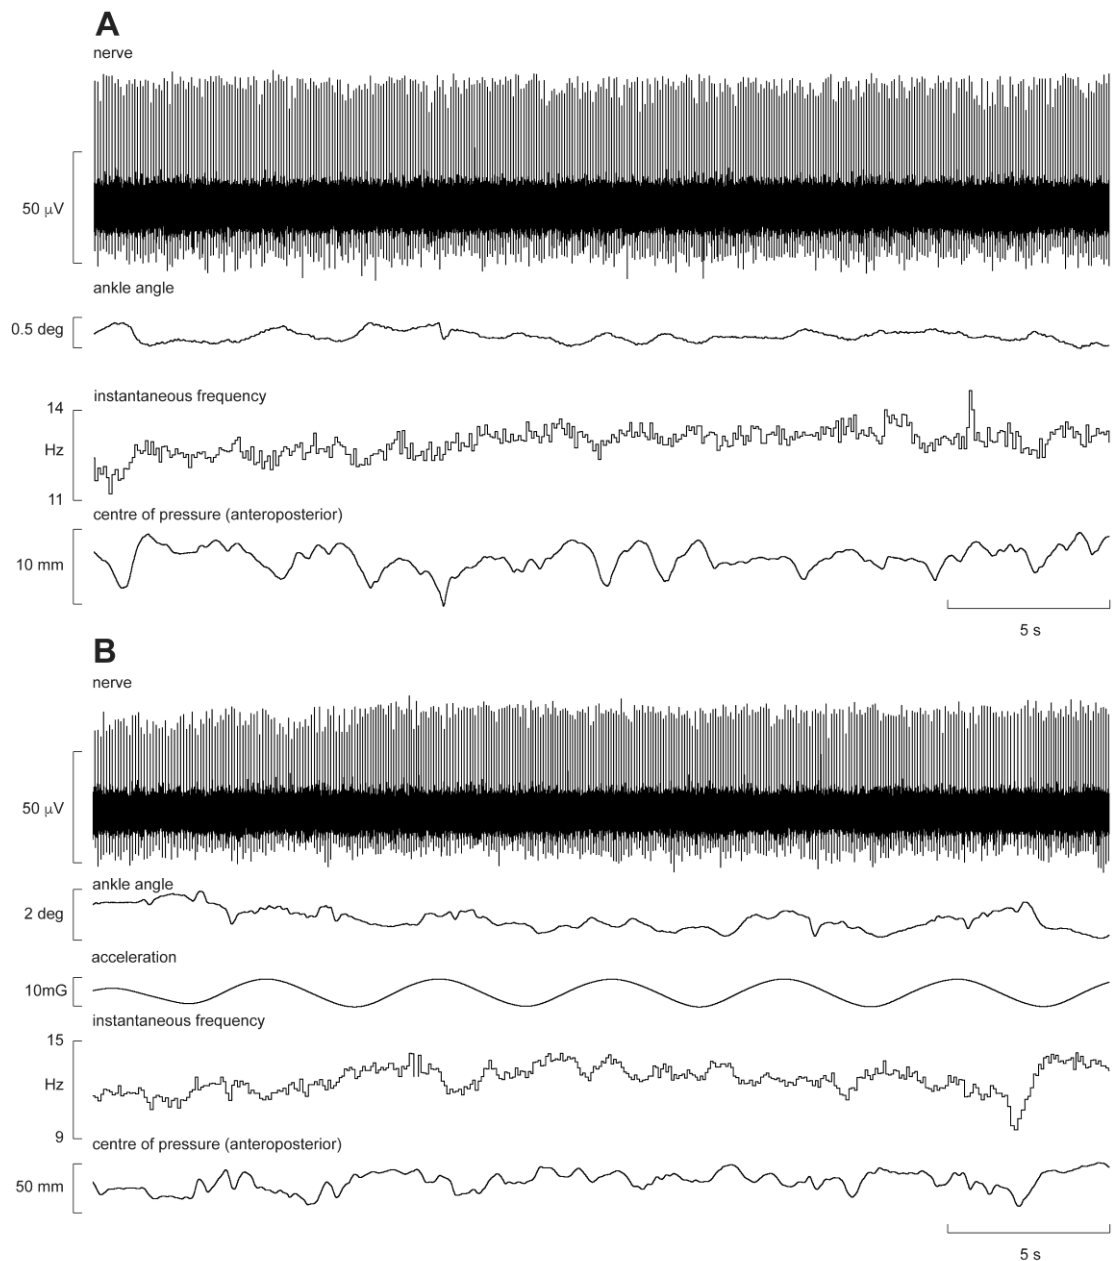 A
nerve
50 μV
ankle angle
0.5 deg
instantaneous frequency
14
Hz
11
centre of pressure (anteroposterior)
10 mm
5 s
B
nerve
50 μV
ankle angle
2 deg
acceleration
10mG
instantaneous frequency
15
Hz
9
centre of pressure (anteroposterior)
50 mm
5 s